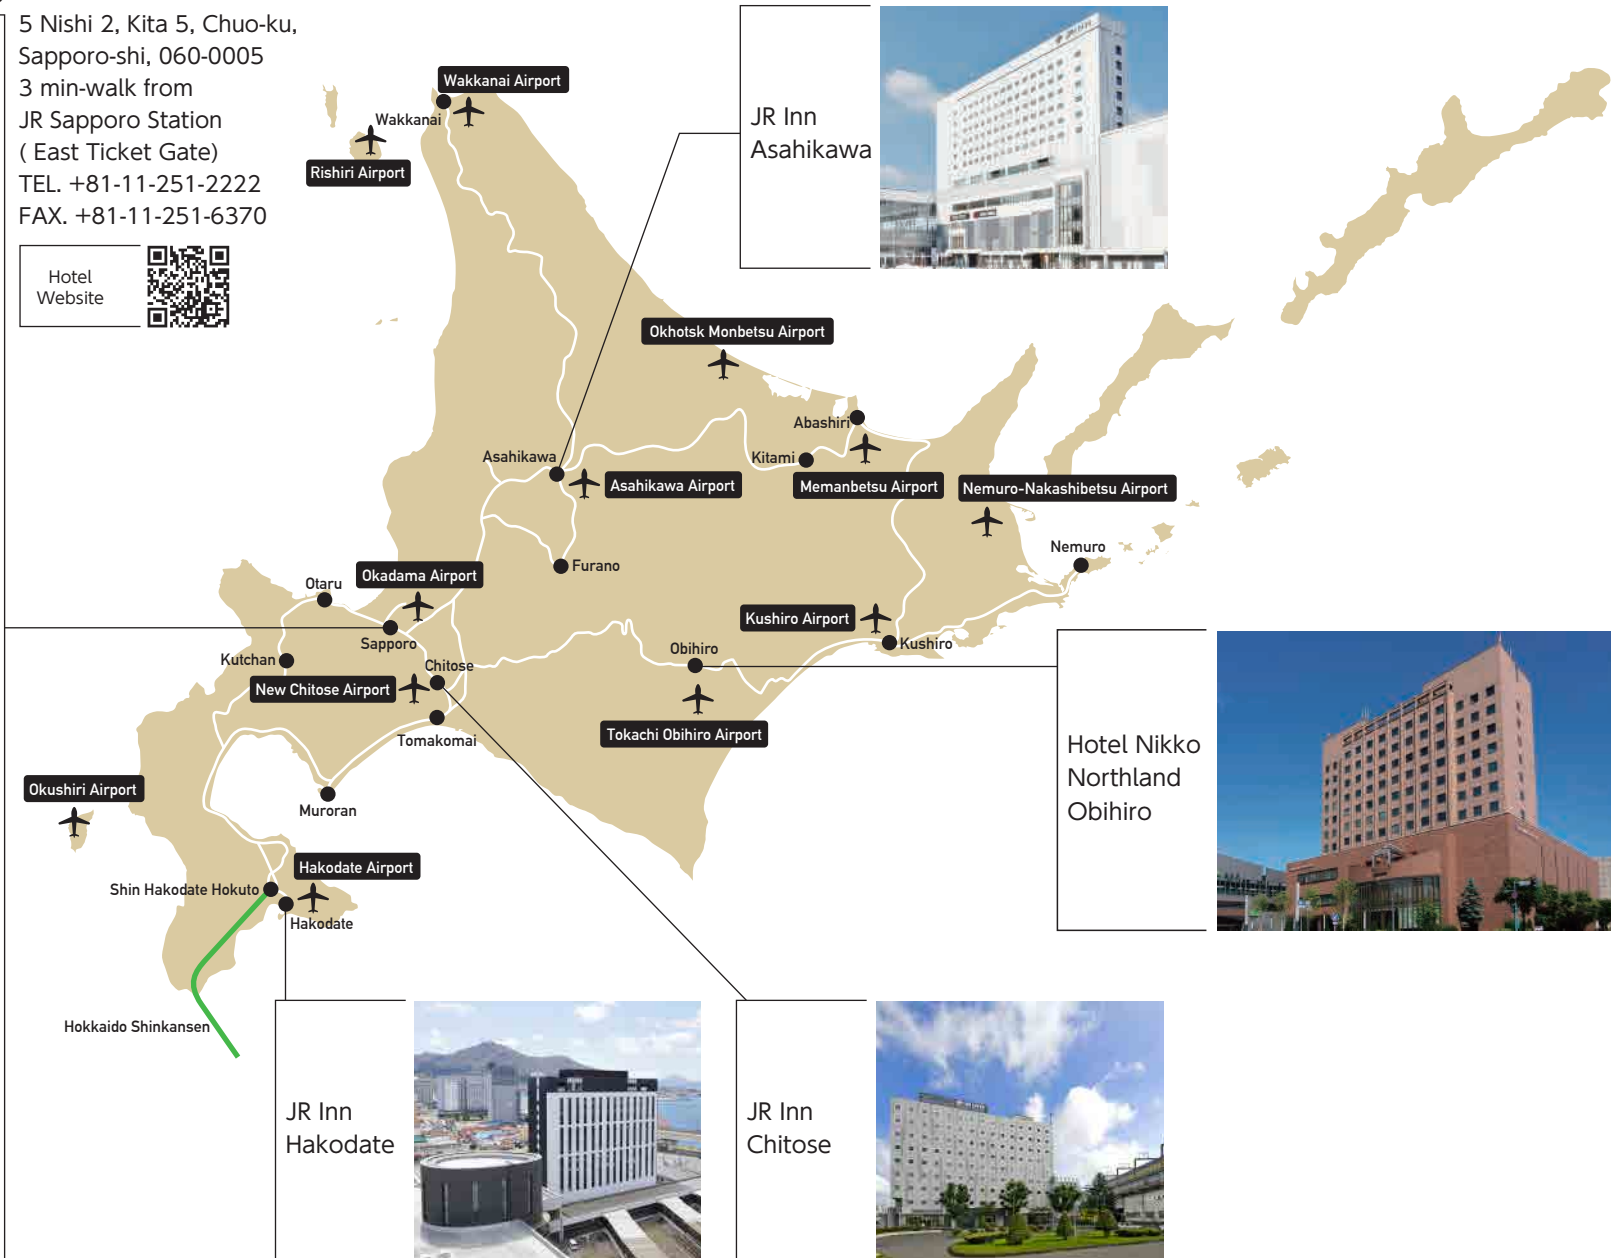 5 Nishi 2, Kita 5, Chuo-ku,
Sapporo-shi, 060-0005
3 min-walk from
JR Sapporo Station
( East Ticket Gate)
TEL. +81-11-251-2222
FAX. +81-11-251-6370
Hotel
Website
Wakkanai Airport
Wakkanai
Rishiri Airport
JR Inn
Asahikawa
Okhotsk Monbetsu Airport
Abashiri
Kitami
Memanbetsu Airport
Nemuro-Nakashibetsu Airport
Asahikawa
Asahikawa Airport
Nemuro
Furano
Okadama Airport
Otaru
Sapporo
Kushiro Airport
Kushiro
Obihiro
Kutchan
Chitose
New Chitose Airport
Tokachi Obihiro Airport
Tomakomai
Hotel Nikko
Northland
Obihiro
Okushiri Airport
Muroran
Hakodate Airport
Shin Hakodate Hokuto
Hakodate
Hokkaido Shinkansen
JR Inn
Hakodate
JR Inn
Chitose